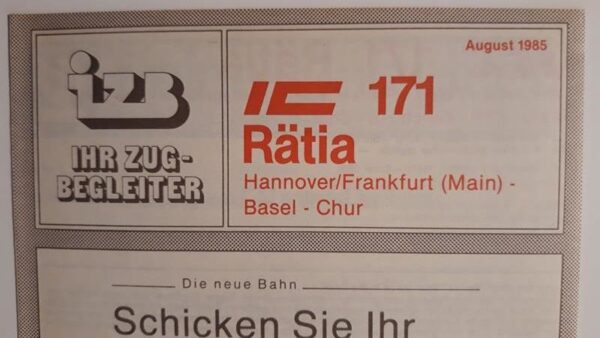 August 1985
izb
IHR ZUG-
BEGLEITER
IC 171
Rätia
Hannover/Frankfurt (Main) -
Basel - Chur
Die neue Bahn
Schicken Sie Ihr